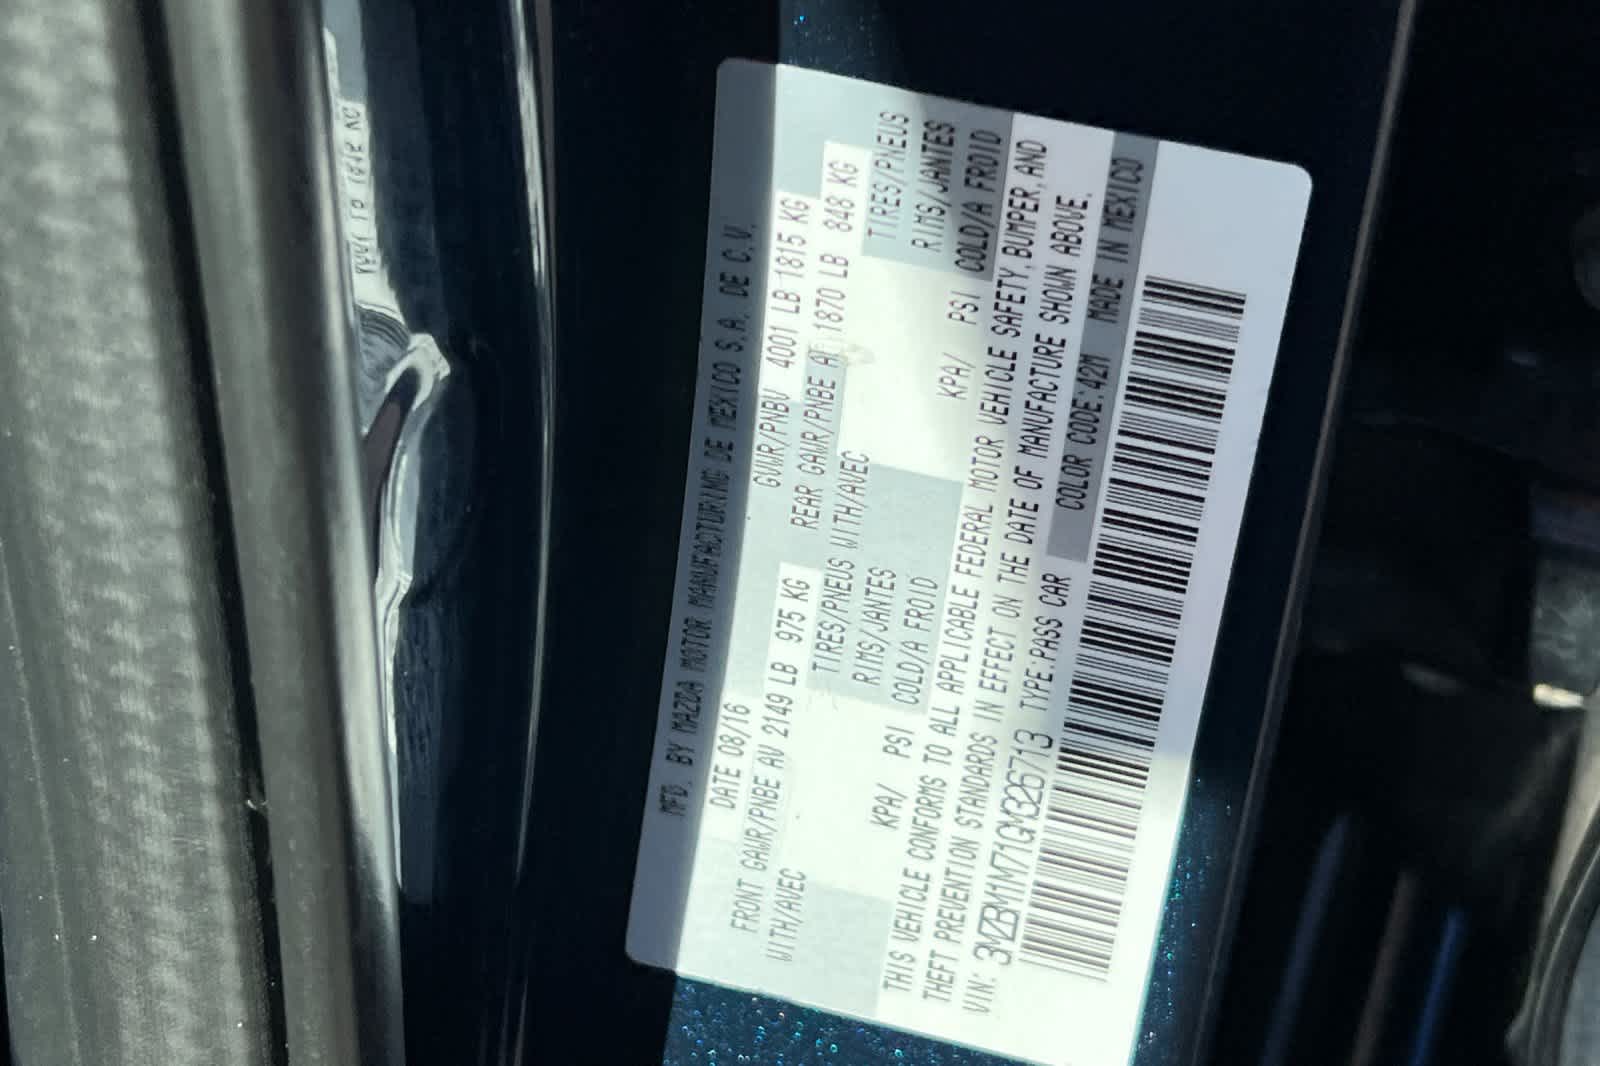 MFD. BY MAZDA MOTOR MANUFACTURING DE MEXICO S.A. DE C.V.
DATE 08/16 GVWR/PNBV 4001 LB 1815 KG
FRONT GAWR/PNBE AV 2149 LB 975 KG REAR GAWR/PNBE AR 1870 LB 848 KG
WITH/AVEC TIRES/PNEUS WITH/AVEC TIRES/PNEUS
RIMS/JANTES RIMS/JANTES
KPA/ PSI COLD/A FROID KPA/ PSI COLD/A FROID
THIS VEHICLE CONFORMS TO ALL APPLICABLE FEDERAL MOTOR VEHICLE SAFETY,BUMPER,AND
THEFT PREVENTION STANDARDS IN EFFECT ON THE DATE OF MANUFACTURE SHOWN ABOVE.
VIN: 3MZBM1M71GM326713 TYPE:PASS CAR COLOR CODE:42M MADE IN MEXICO